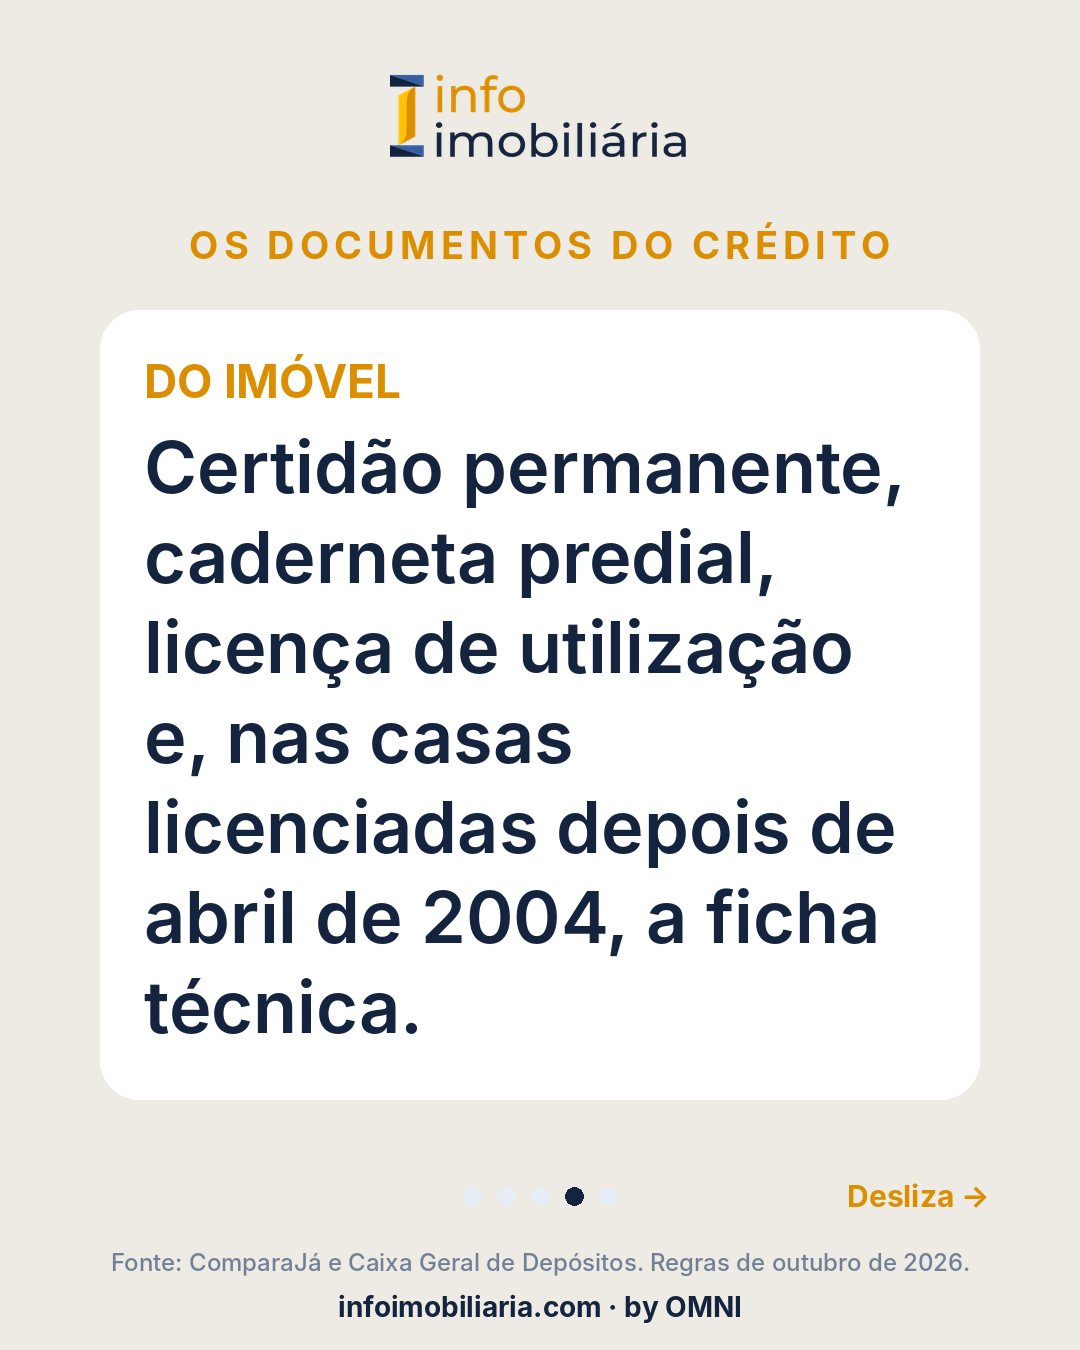 info
imobiliária
OS DOCUMENTOS DO CRÉDITO
DO IMÓVEL
Certidão permanente,
caderneta predial,
licença de utilização
e, nas casas
licenciadas depois de
abril de 2004, a ficha
técnica.
Desliza →
Fonte: ComparaJá e Caixa Geral de Depósitos. Regras de outubro de 2026.
infoimobiliaria.com · by OMNI